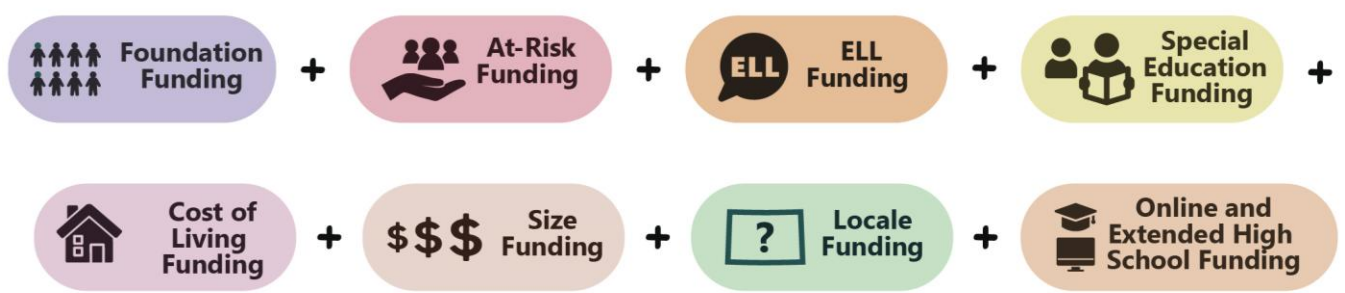 Foundation
Funding
+
At-Risk
Funding
+
ELL
ELL
Funding
+
Special
Education
Funding
+
Cost of
Living
Funding
+
$$$
Size
Funding
+
?
Locale
Funding
+
Online and
Extended High
School Funding